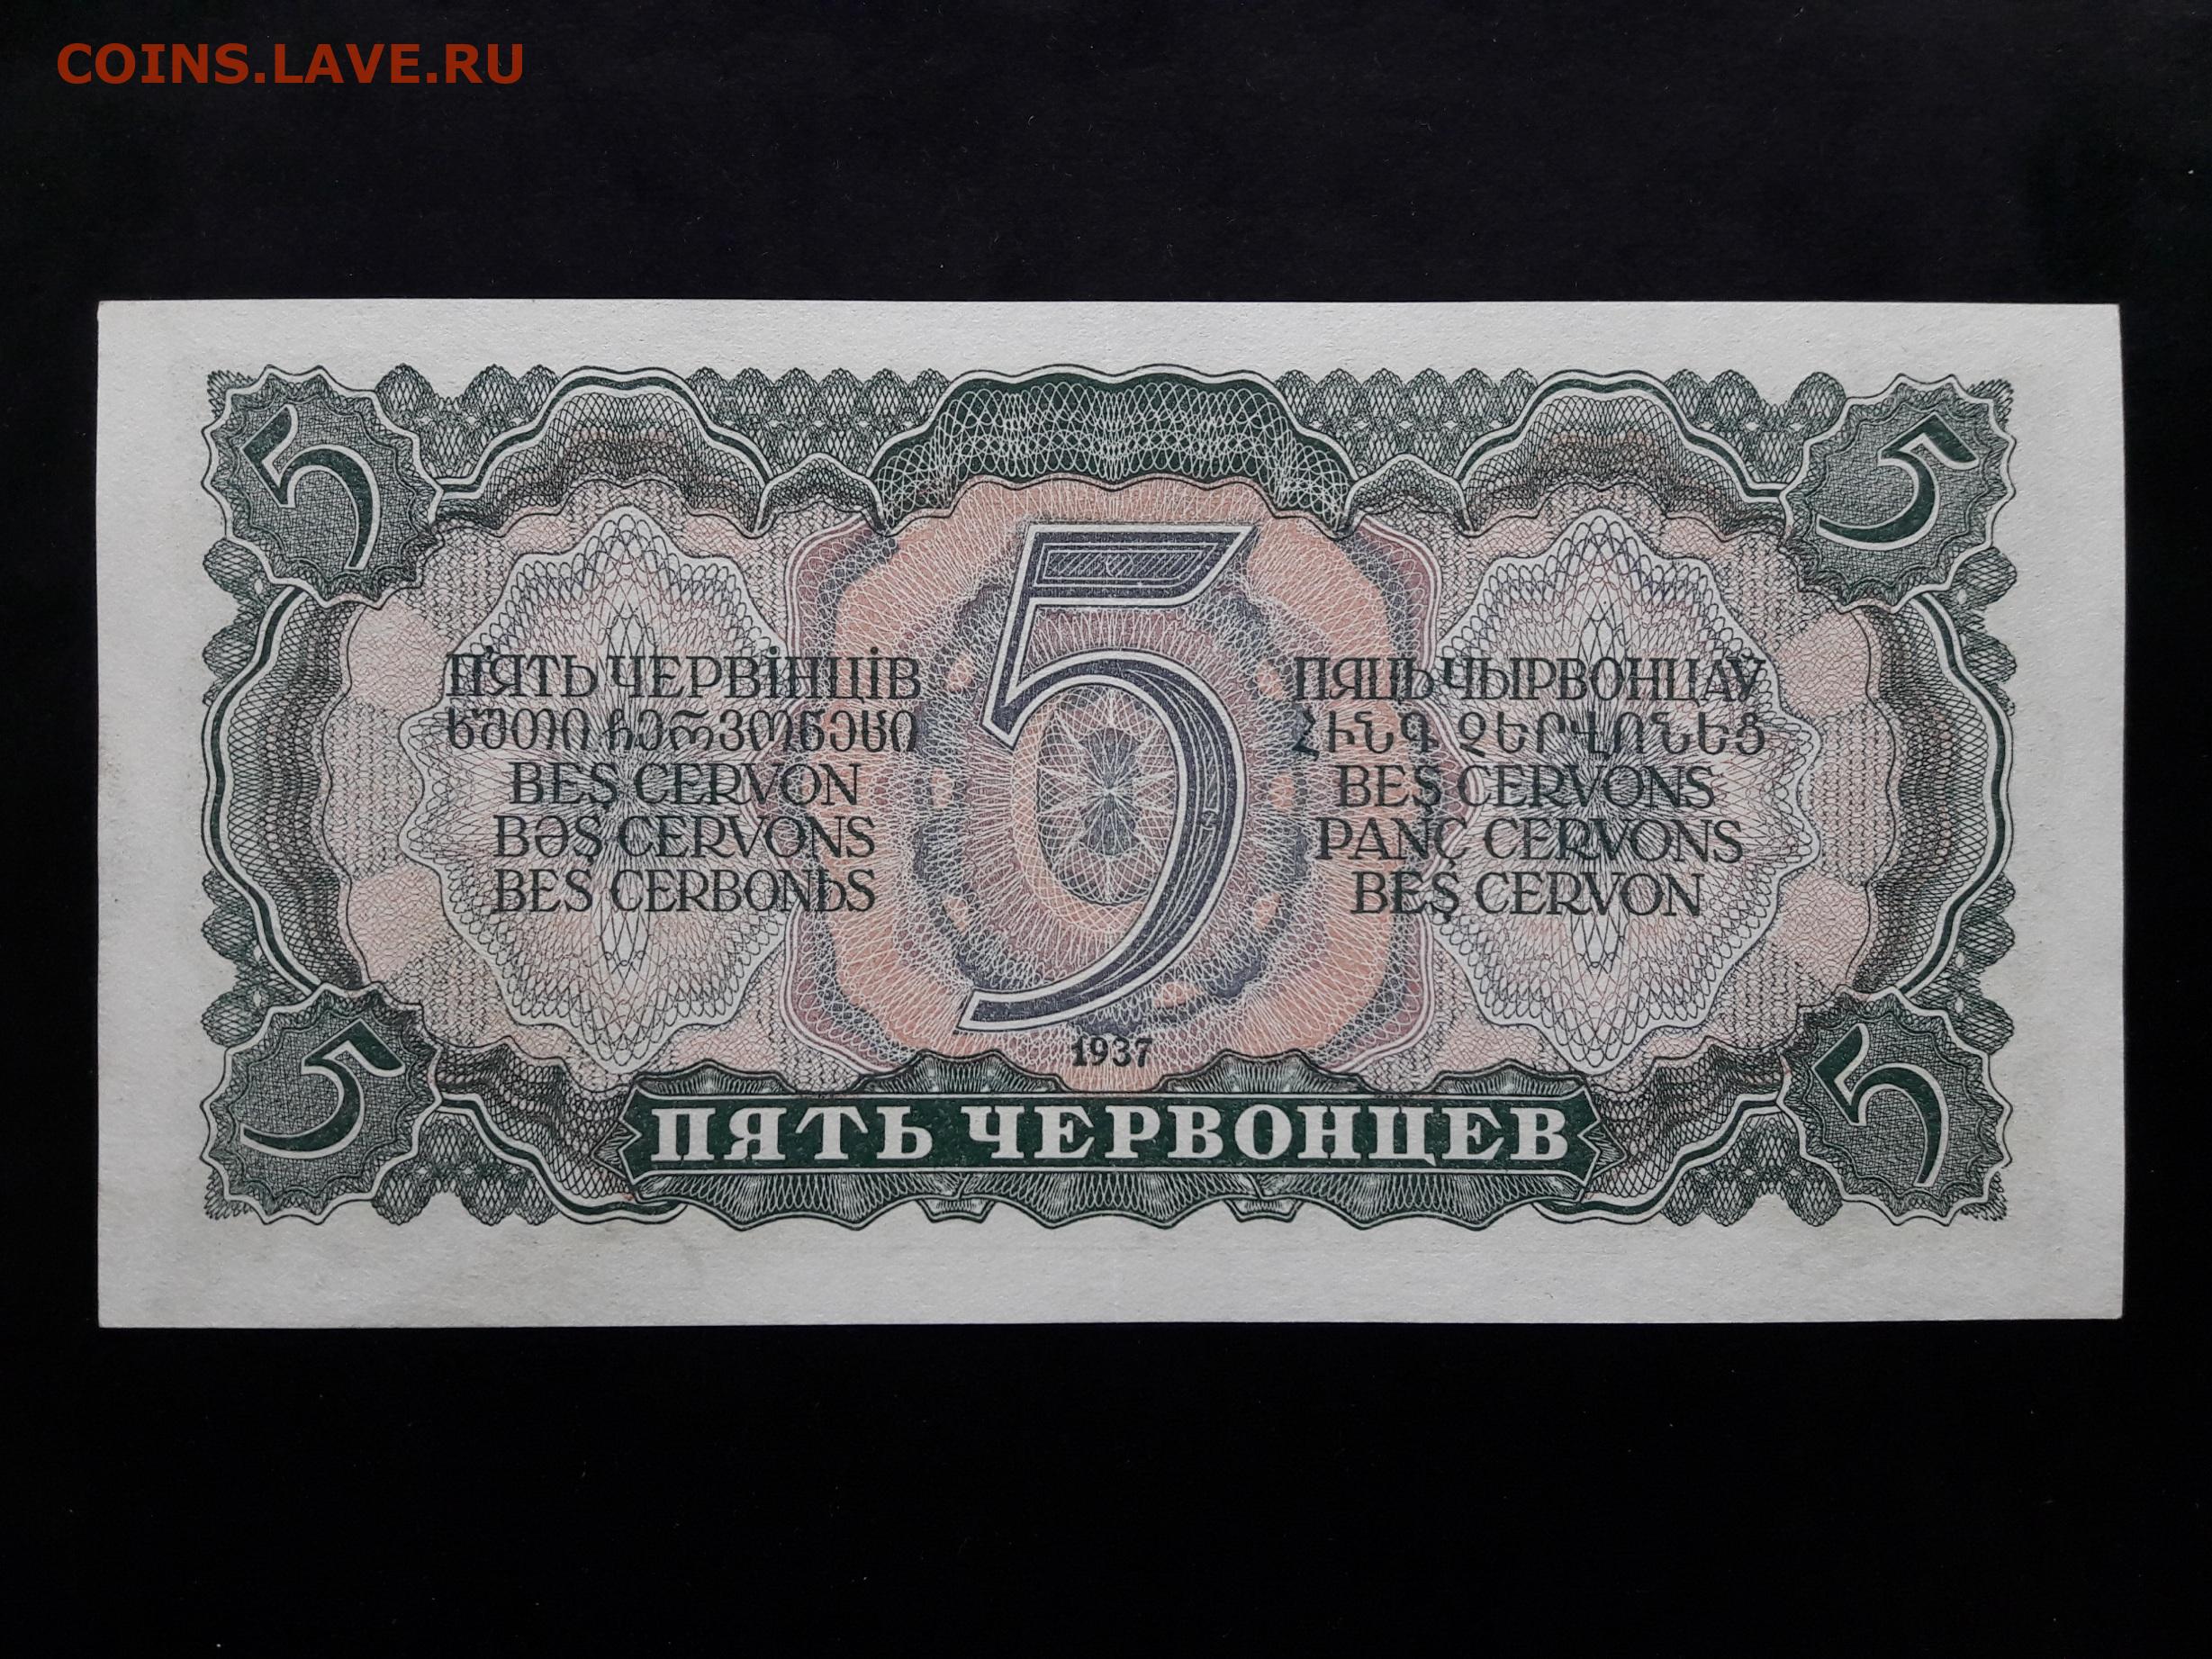 COINS.LAVE.RU
5 5
5
П'ЯТЬ ЧЕРВІНЦІВ
ხუთი ჩერვონეცი
BEŞ CERVON
BƏŞ CERVONS
BES CERBONЬS
ПЯЦЬ ЧЫРВОНЦАЎ
ՀԻՆԳ ՉԵՐՎՈՆԵՑ
BEŞ CERVONS
PANÇ CERVONS
BEŞ CERVON
1937
5 5
ПЯТЬ ЧЕРВОНЦЕВ